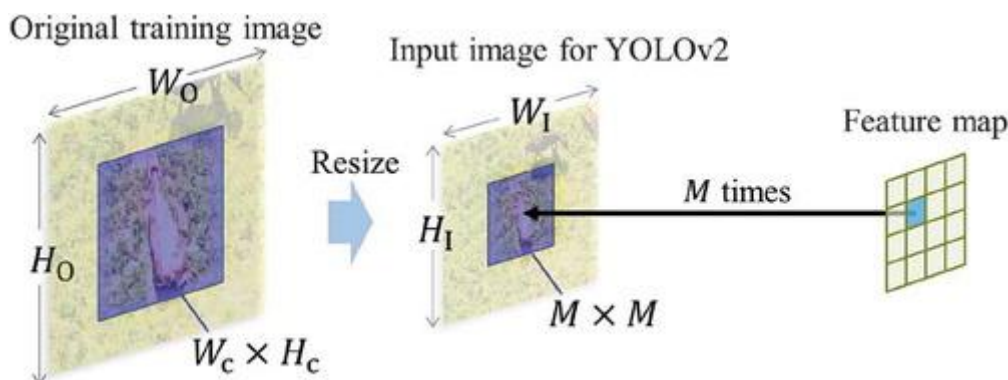 Original training image
W_O
H_O
W_c × H_c
Resize
Input image for YOLOv2
W_I
H_I
M × M
M times
Feature map